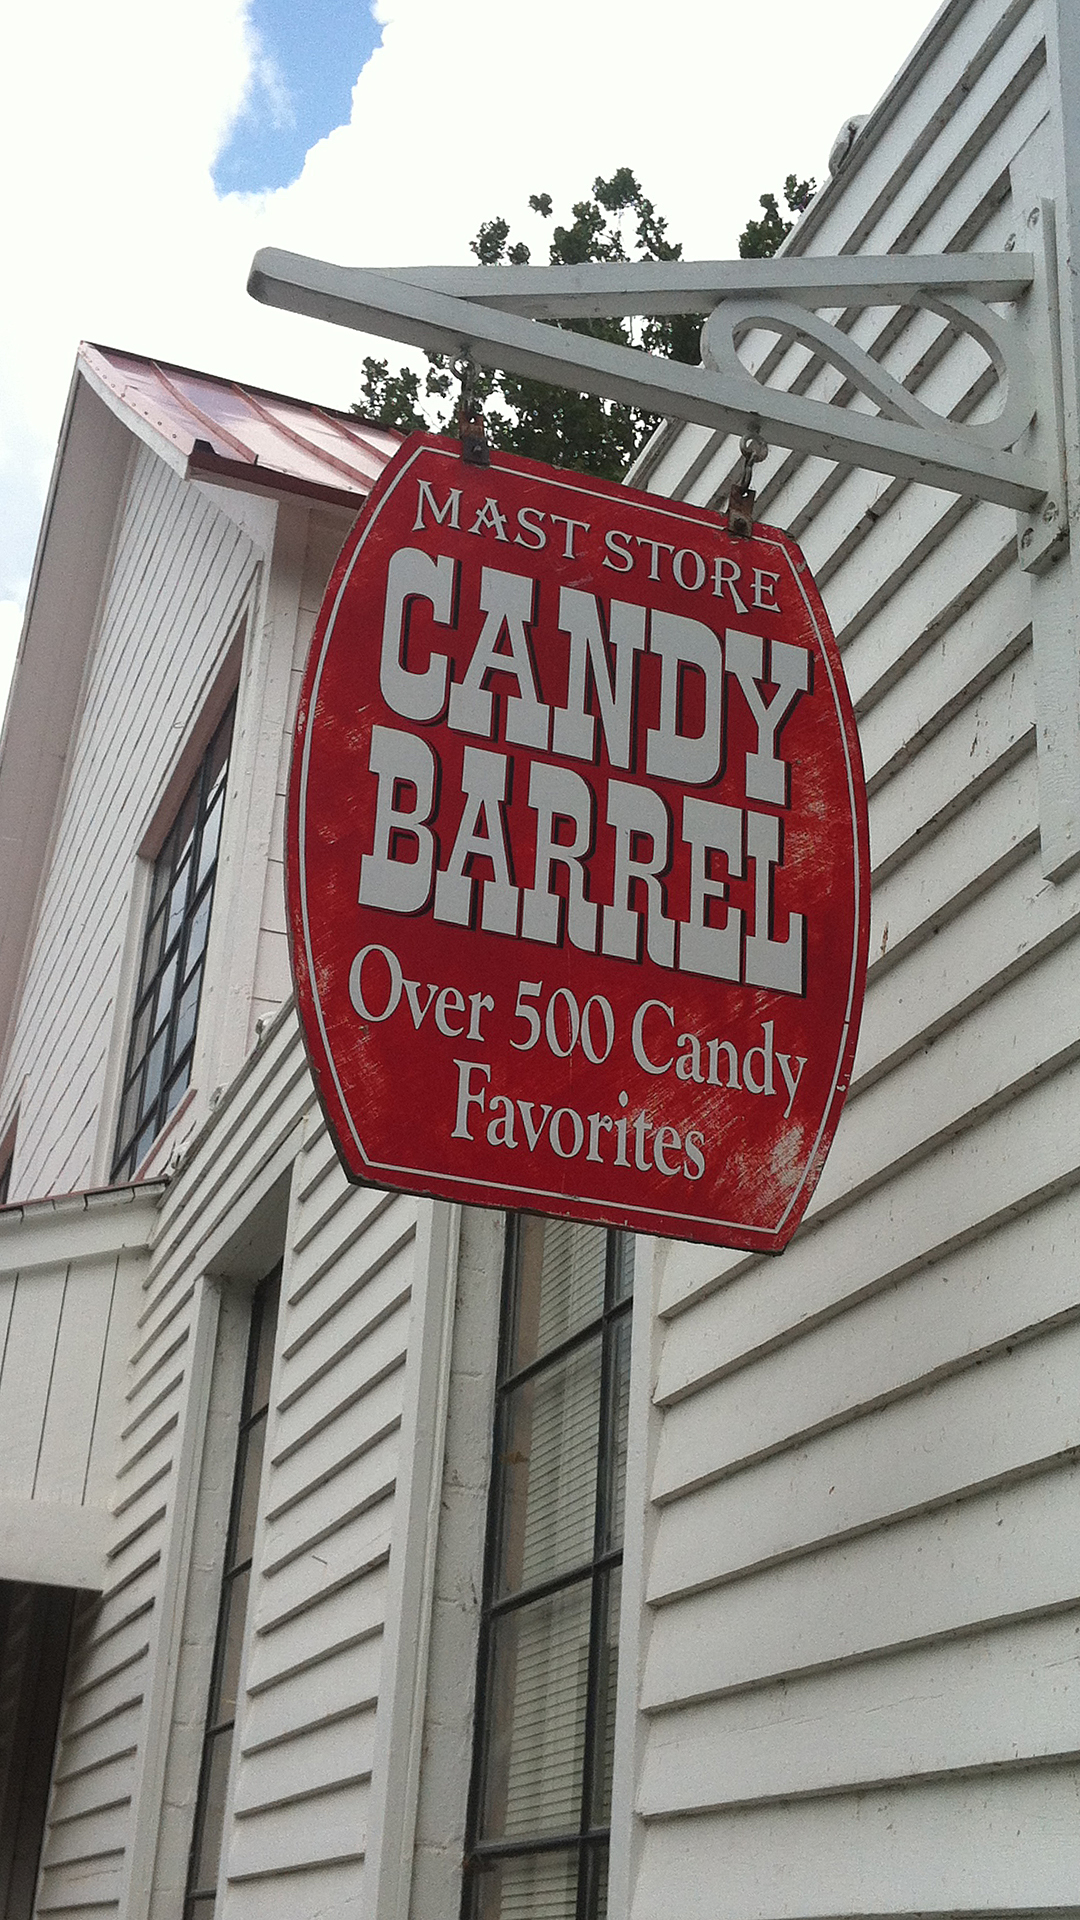 MAST STORE
CANDY
BARREL
Over 500 Candy
Favorites